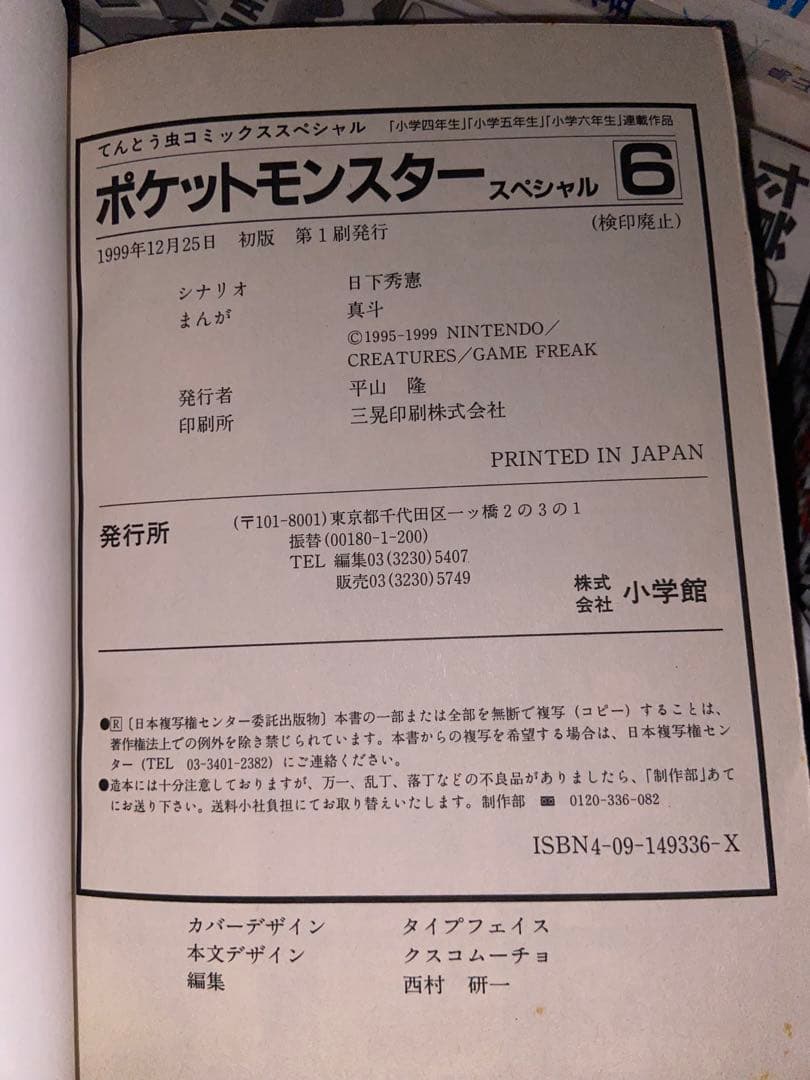 てんとう虫コミックススペシャル 「小学四年生」「小学五年生」「小学六年生」連載作品
ポケットモンスター スペシャル 6
1999年12月25日 初版 第1刷発行 (検印廃止)
シナリオ 日下秀憲
まんが 真斗
©1995-1999 NINTENDO/
CREATURES/GAME FREAK
発行者 平山 隆
印刷所 三晃印刷株式会社
PRINTED IN JAPAN
発行所 (〒101-8001)東京都千代田区一ッ橋2の3の1
振替(00180-1-200)
TEL 編集03(3230)5407
販売03(3230)5749
株式会社 小学館
●R〔日本複写権センター委託出版物〕本書の一部または全部を無断で複写(コピー)することは、
著作権法上での例外を除き禁じられています。本書からの複写を希望する場合は、日本複写権セン
ター(TEL 03-3401-2382)にご連絡ください。
●造本には十分注意しておりますが、万一、乱丁、落丁などの不良品がありましたら、「制作部」あて
にお送り下さい。送料小社負担にてお取り替えいたします。制作部 0120-336-082
ISBN4-09-149336-X
カバーデザイン タイプフェイス
本文デザイン クスコムーチョ
編集 西村 研一